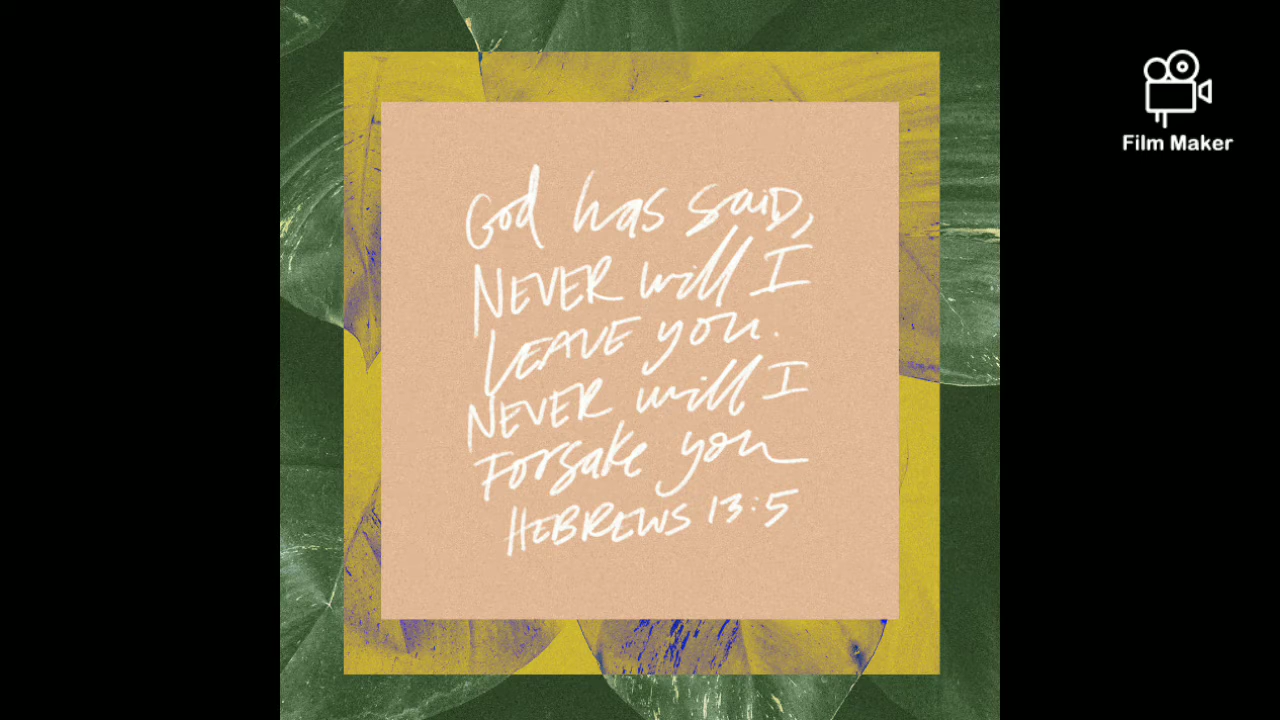 God has said,
NEVER will I
LEAVE you.
NEVER will I
Forsake you
HEBREWS 13:5
Film Maker